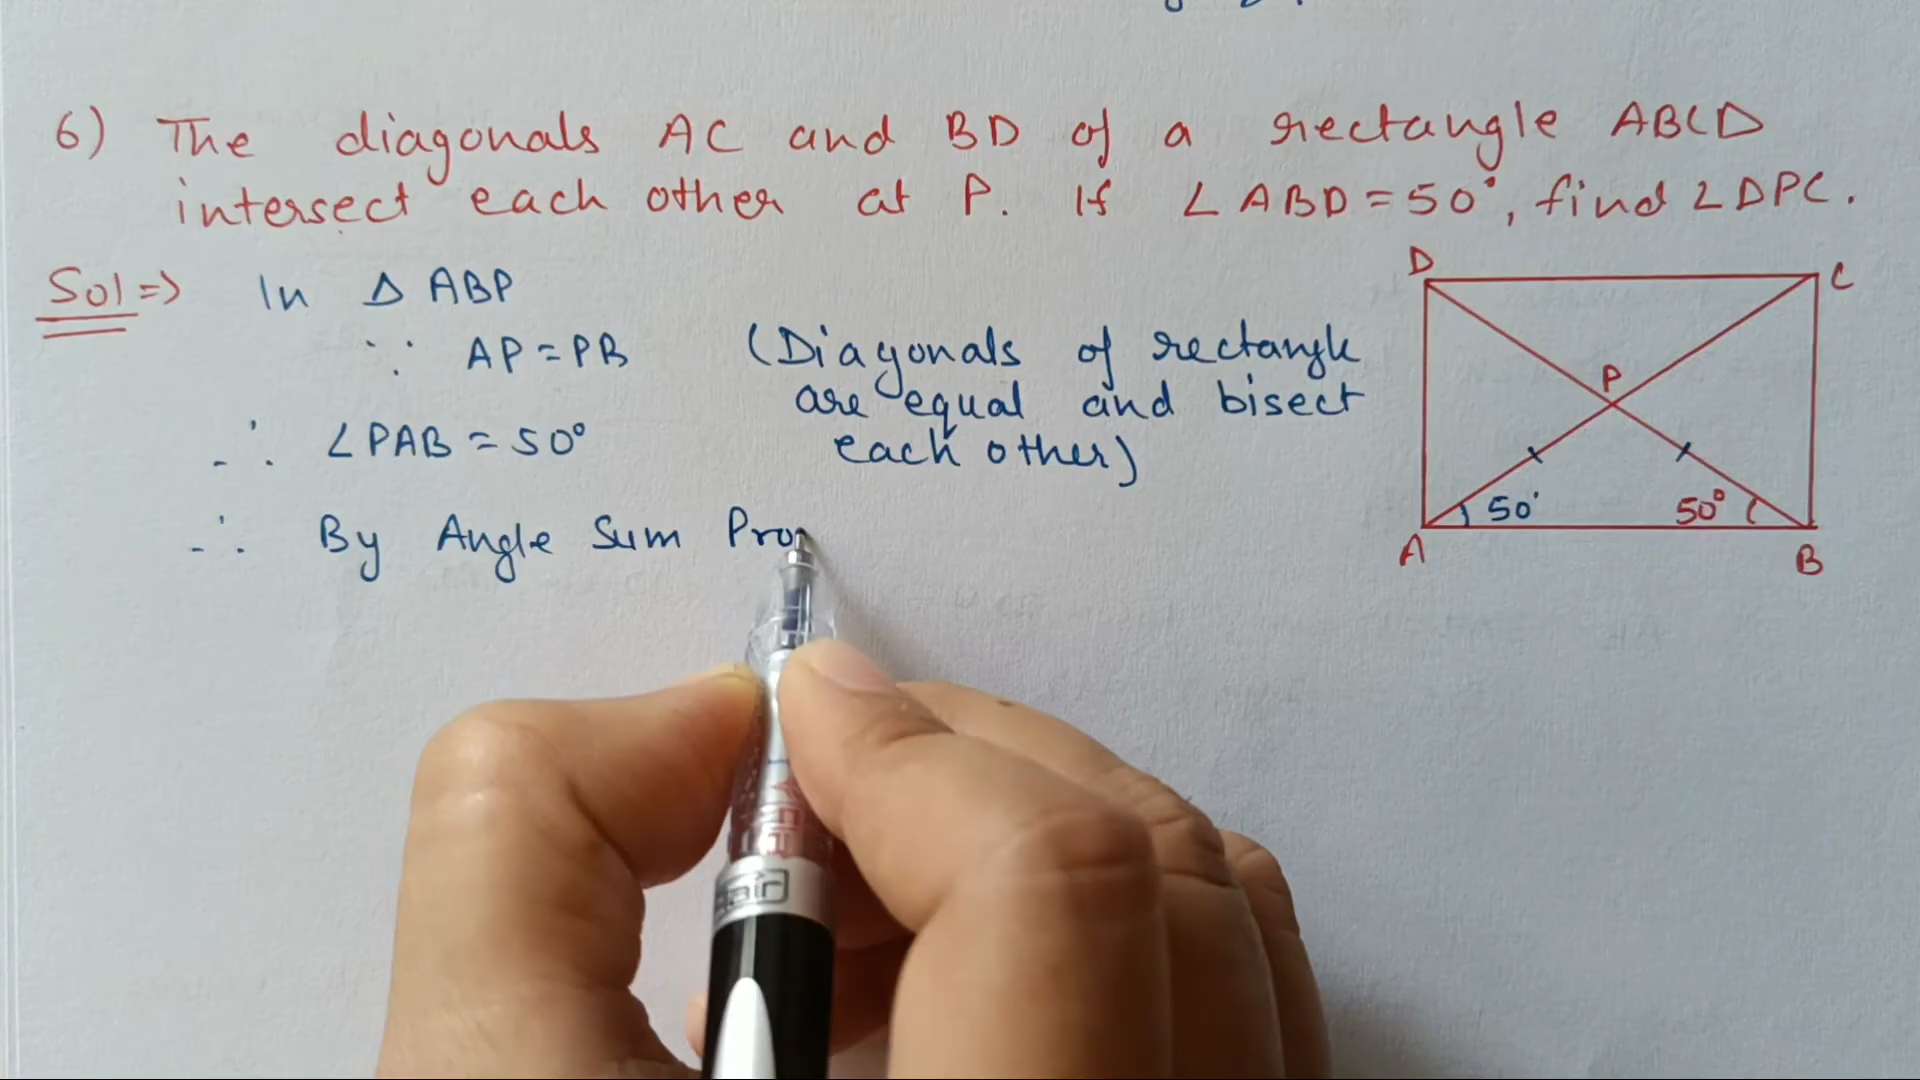 6) The diagonals AC and BD of a rectangle ABCD
intersect each other at P. If ∠ABD=50°, find ∠DPC.
Sol => In Δ ABP
∵ AP=PB (Diagonals of rectangle
are equal and bisect
each other)
∴ ∠PAB=50°
∴ By Angle Sum Prop
D
C
P
50°
50°
A
B